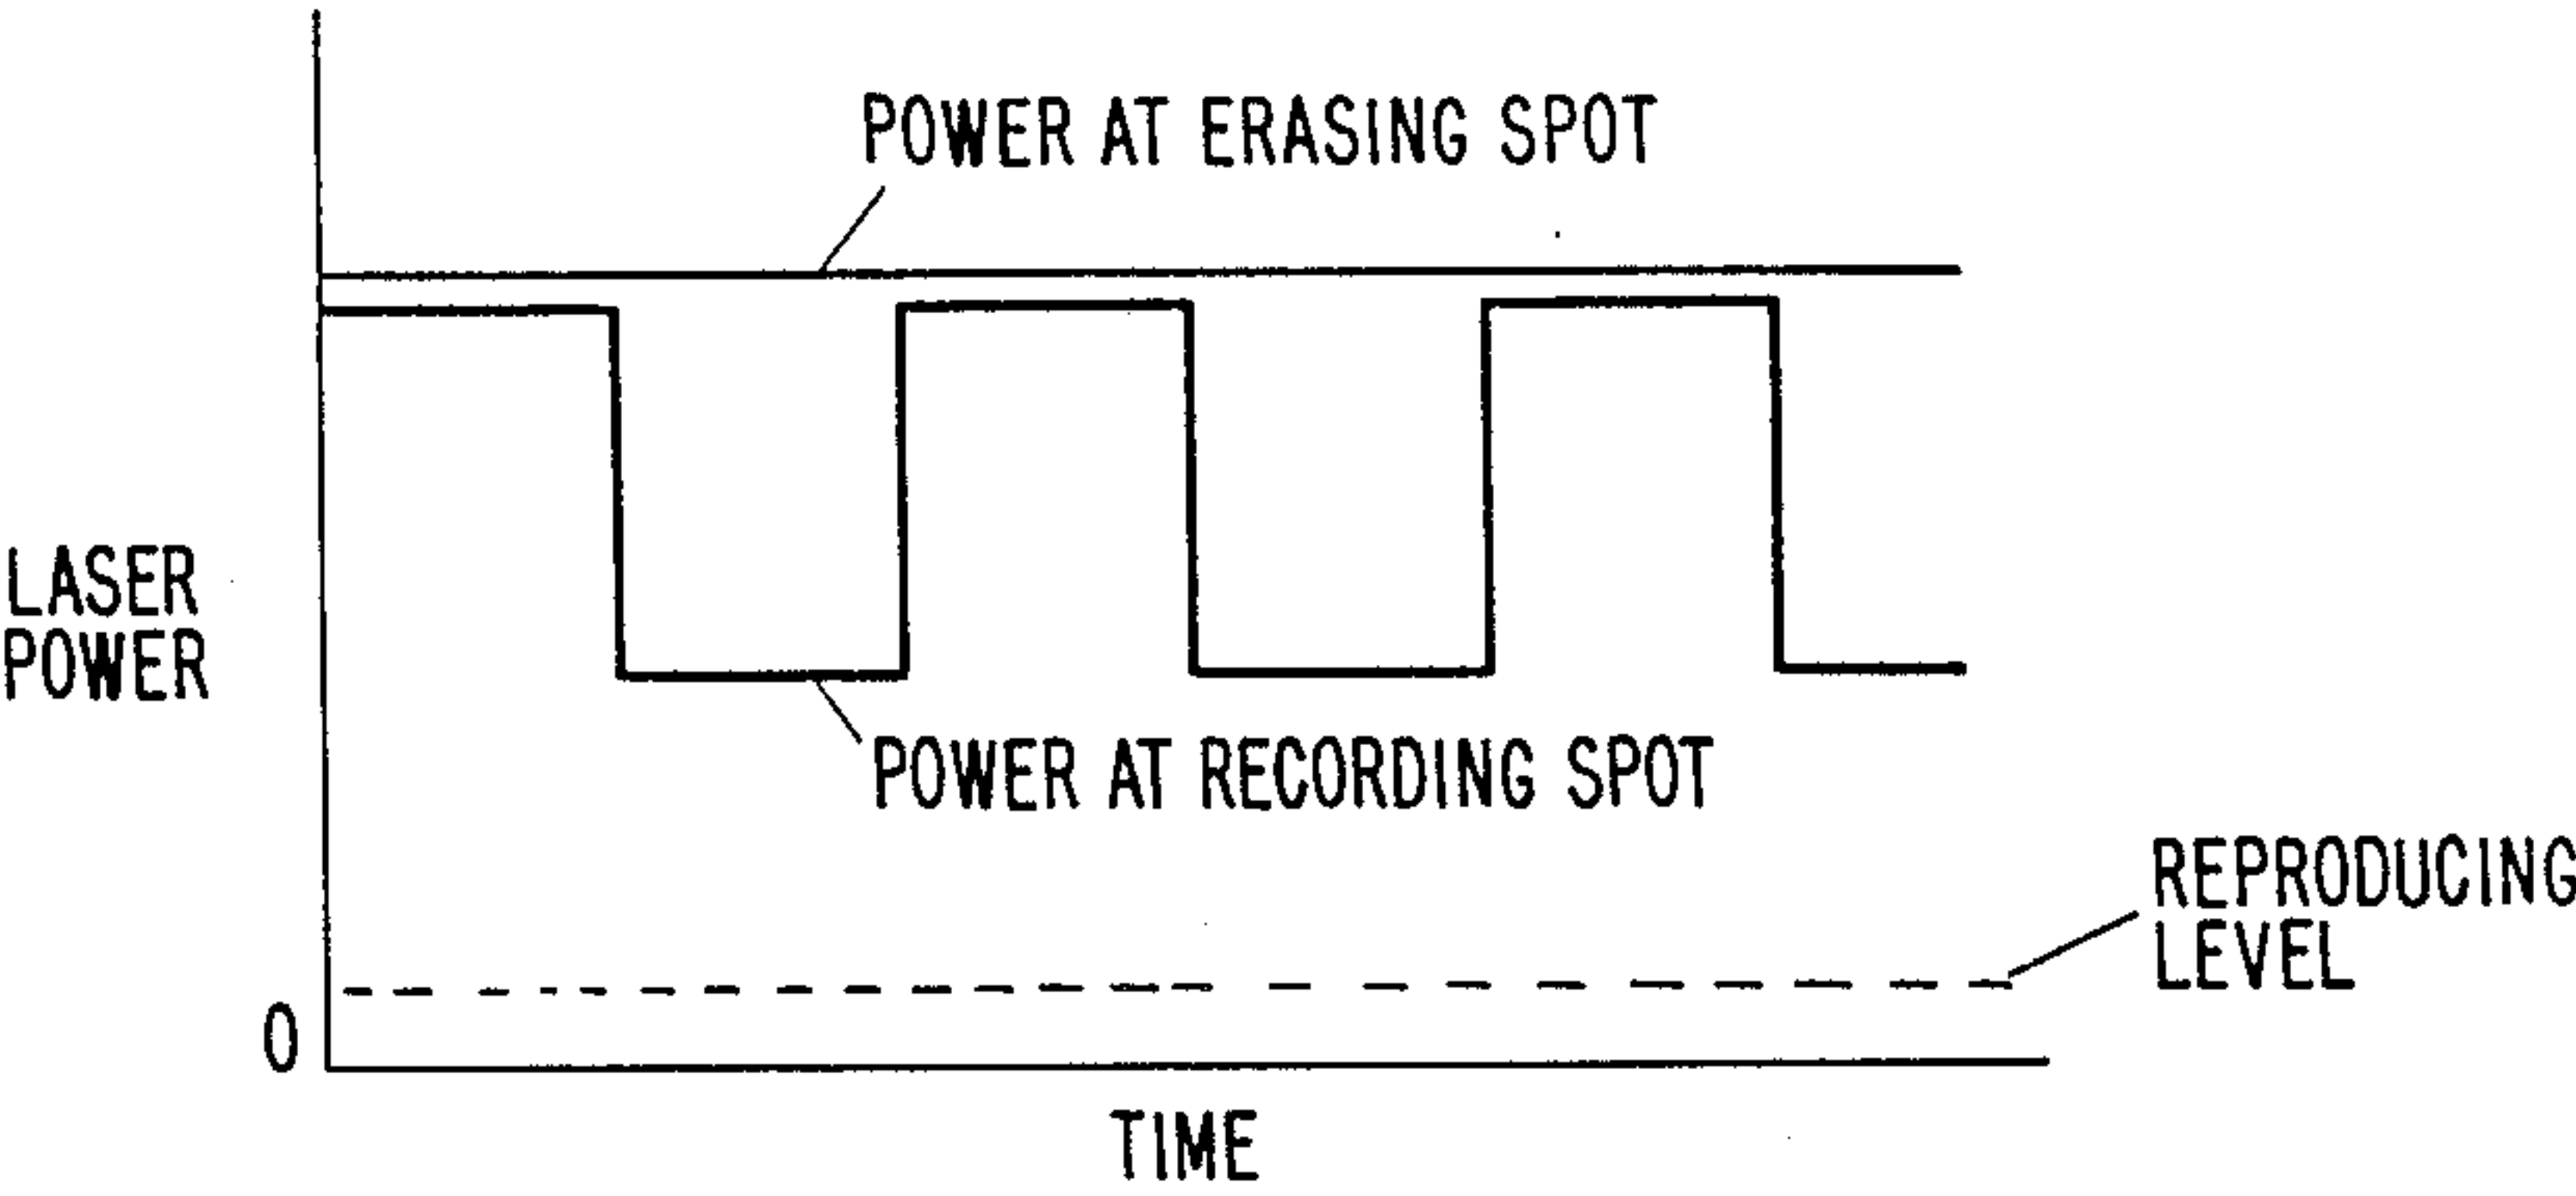 POWER AT ERASING SPOT
LASER
POWER
POWER AT RECORDING SPOT
REPRODUCING
LEVEL
0
TIME